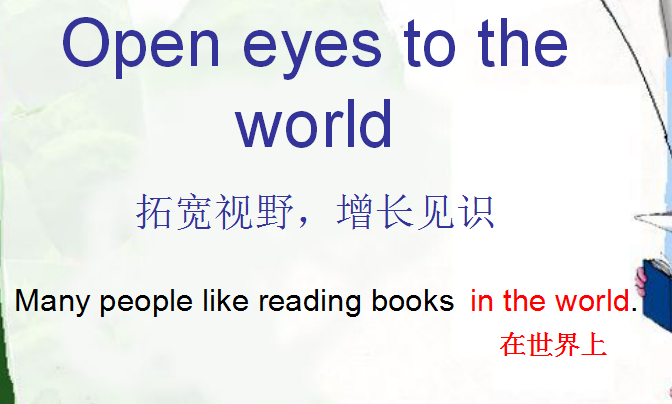 Open eyes to the
world
拓宽视野，增长见识
Many people like reading books in the world.
在世界上